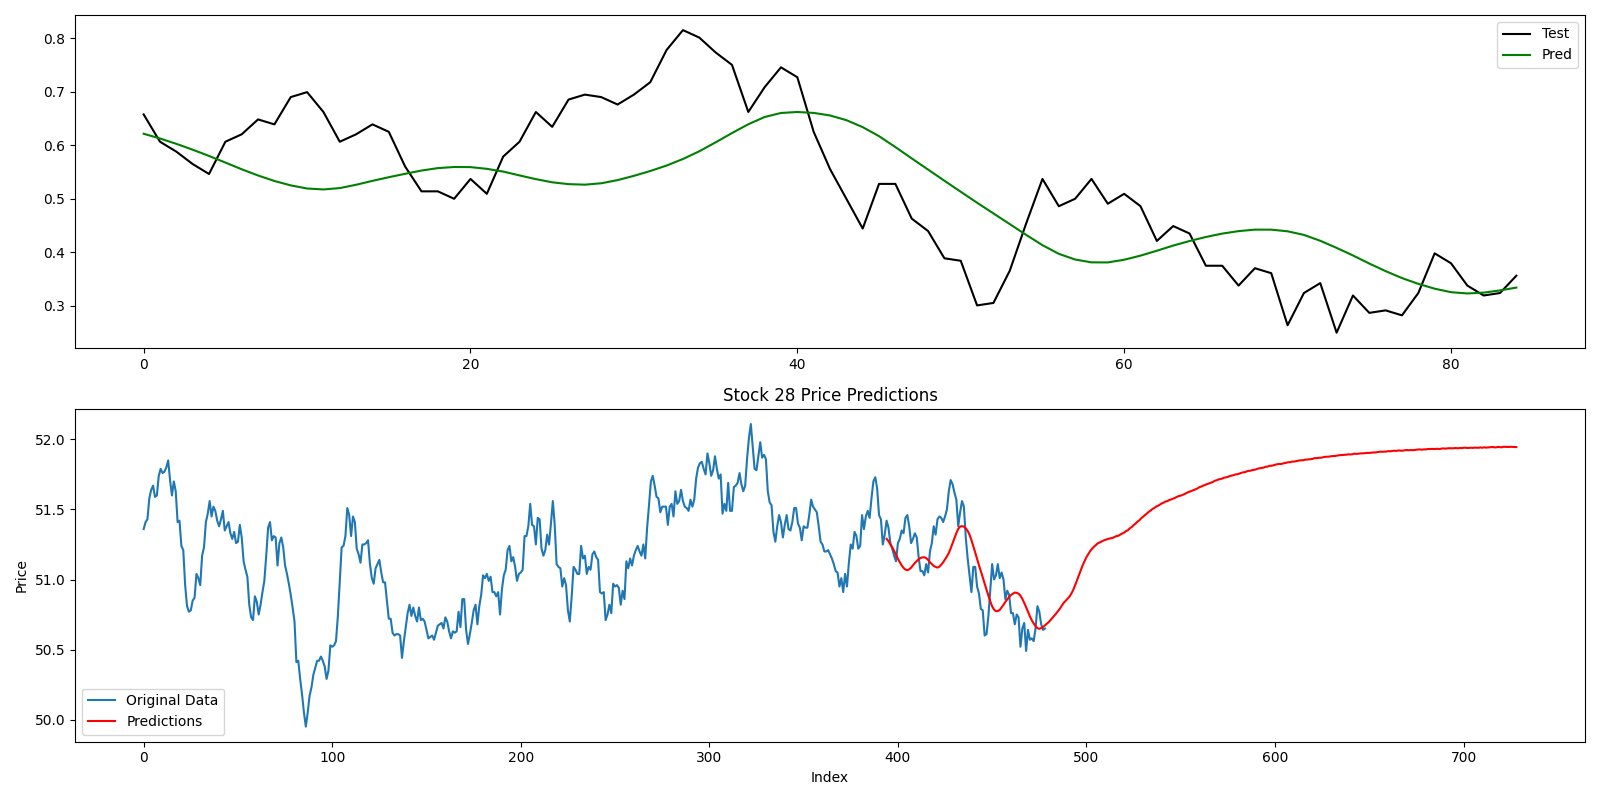 0.8
0.7
0.6
0.5
0.4
0.3
Test
Pred
0 20 40 60 80
Stock 28 Price Predictions
52.0
51.5
51.0
50.5
50.0
Price
Original Data
Predictions
0 100 200 300 400 500 600 700
Index